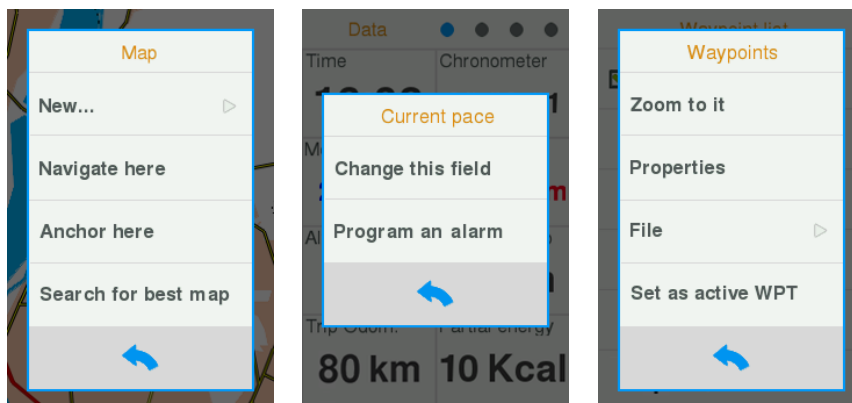 Map
New...
Navigate here
Anchor here
Search for best map
Data
Time Chronometer
Current pace
Change this field
Program an alarm
Trip Odom. Partial energy
80 km 10 Kcal
Waypoint list
Waypoints
Zoom to it
Properties
File
Set as active WPT